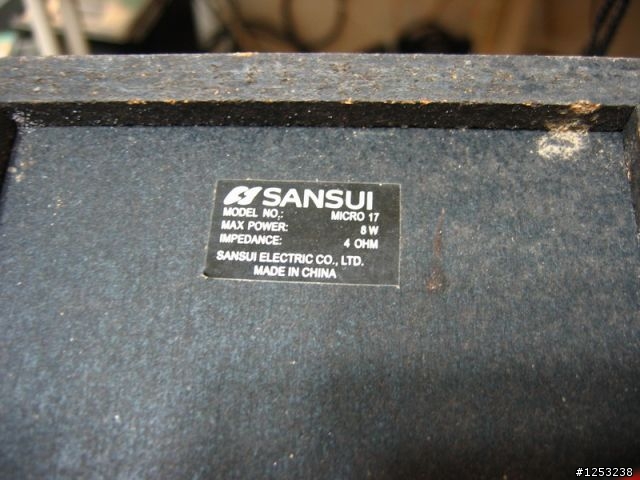 SANSUI
MODEL NO,: MICRO 17
MAX POWER: 8 W
IMPEDANCE: 4 OHM
SANSUI ELECTRIC CO., LTD.
MADE IN CHINA
#1253238